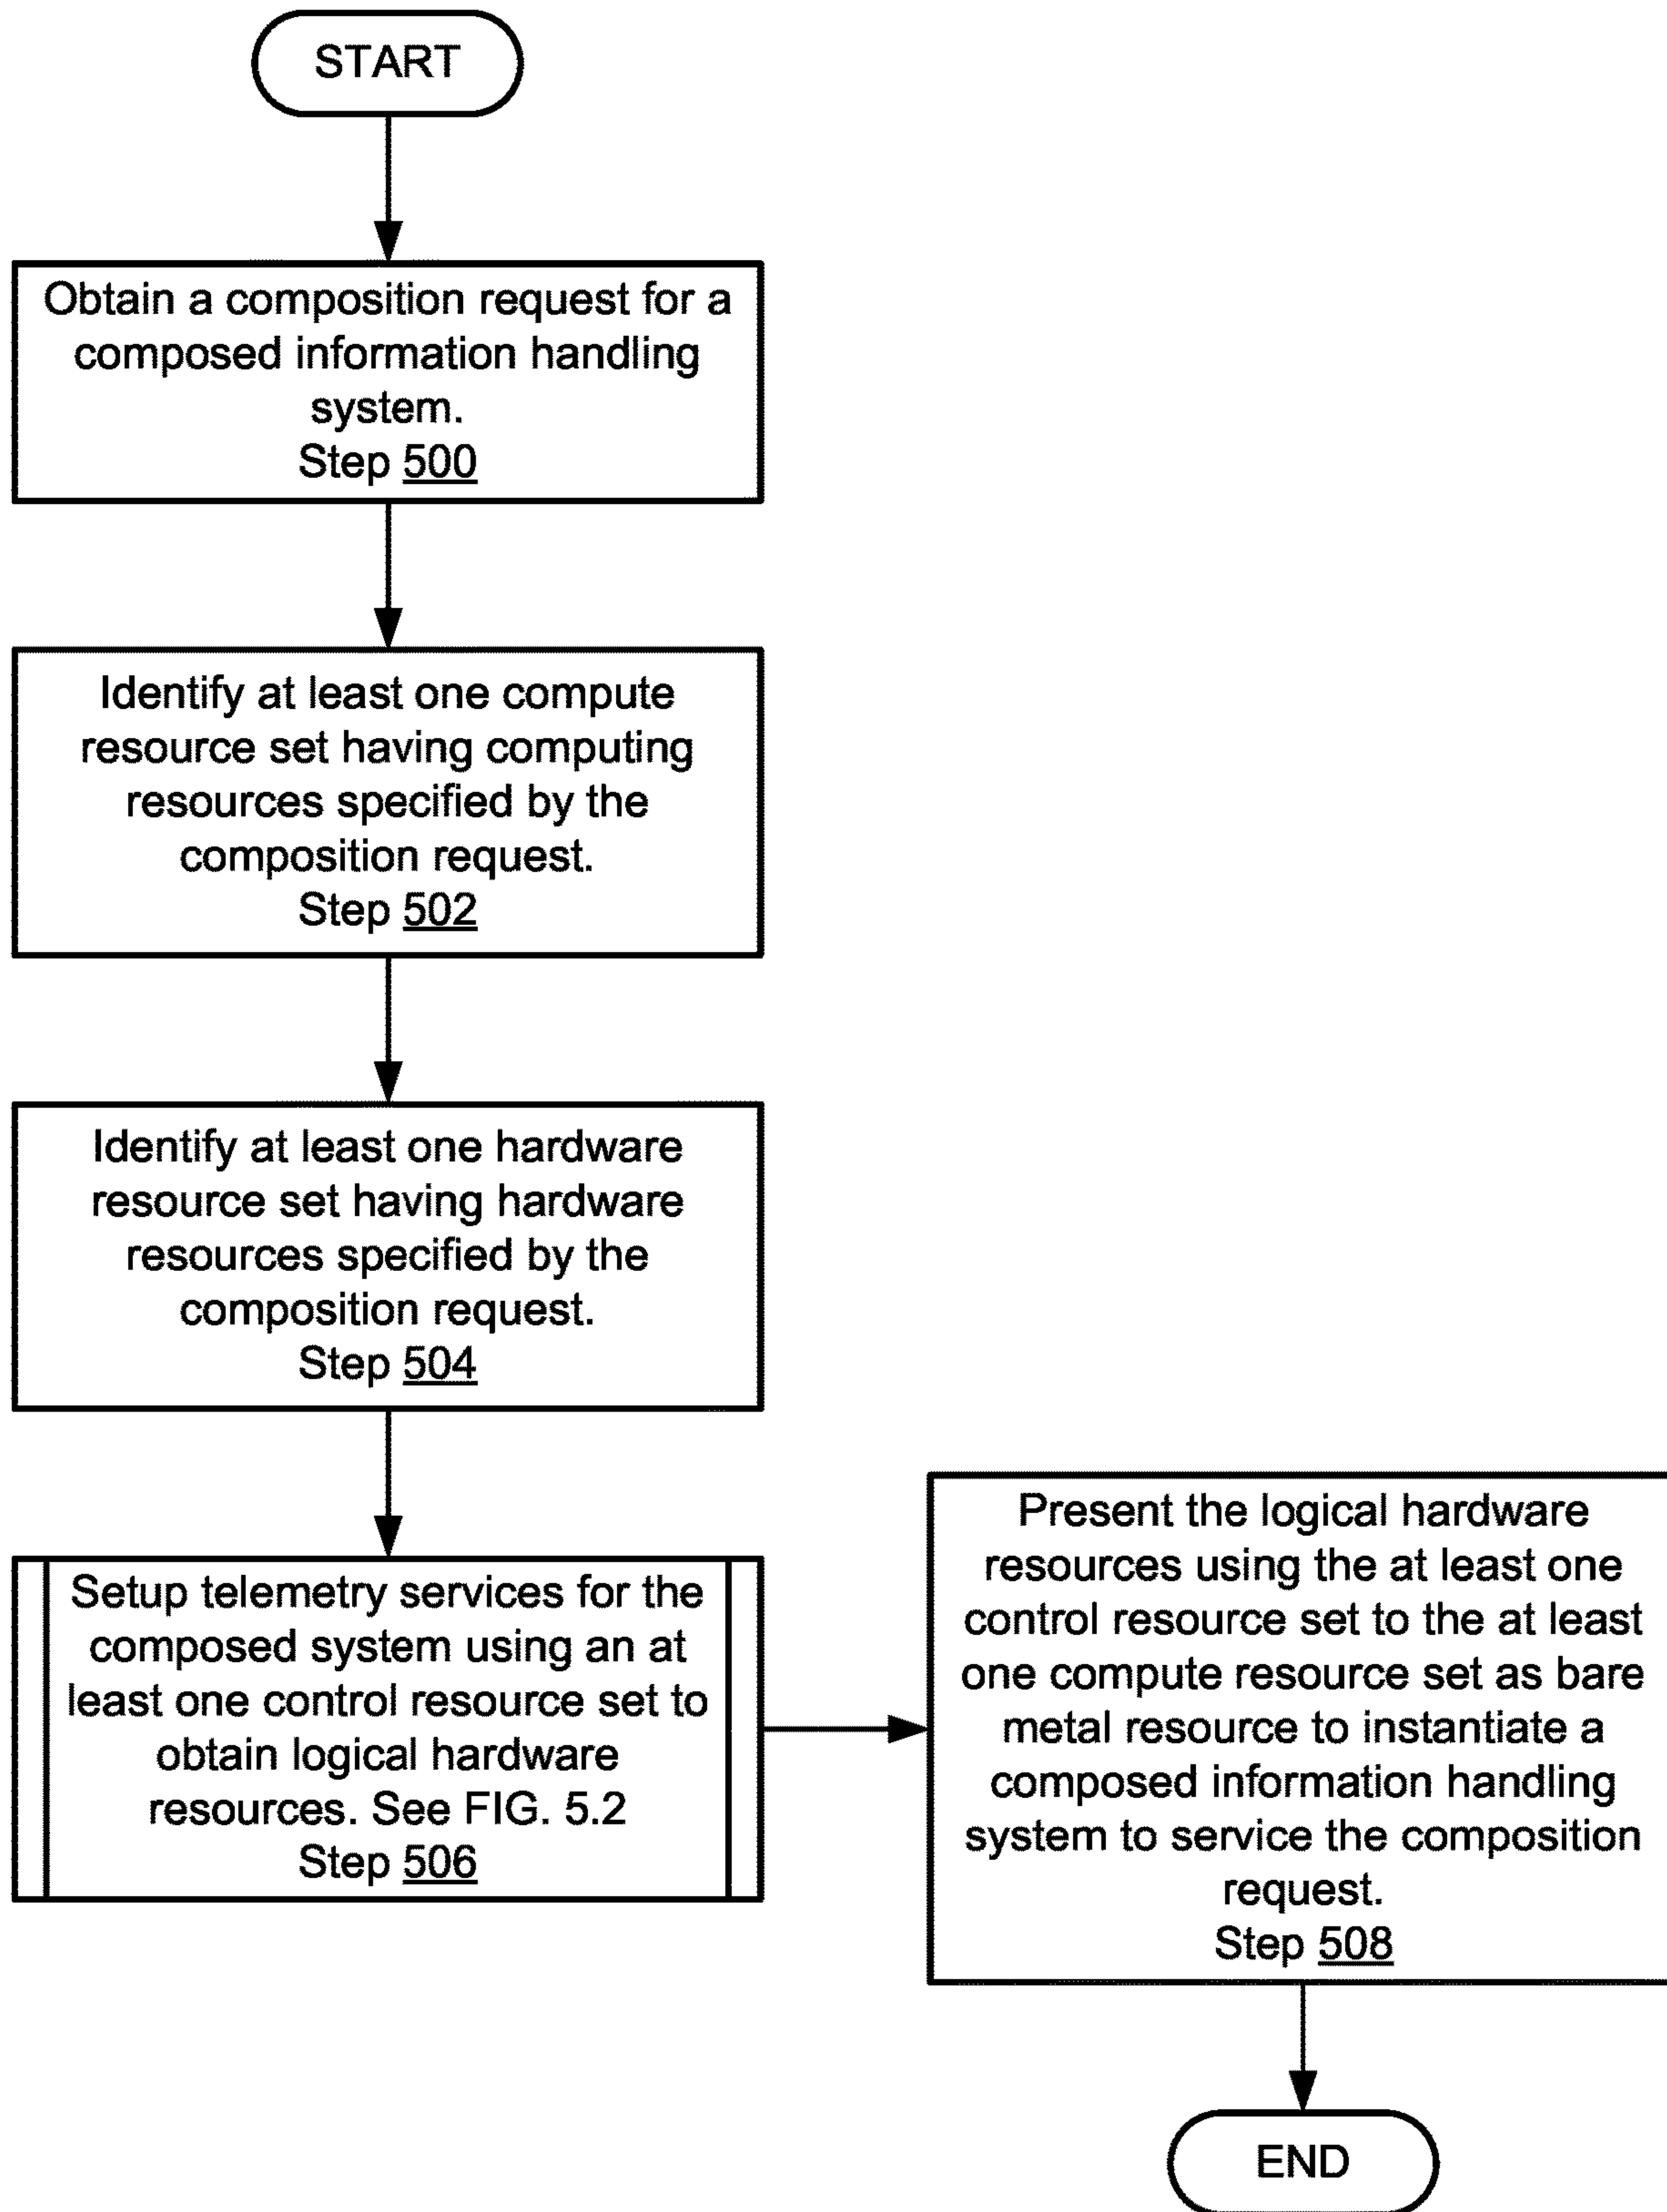 START
Obtain a composition request for a
composed information handling
system.
Step 500
Identify at least one compute
resource set having computing
resources specified by the
composition request.
Step 502
Identify at least one hardware
resource set having hardware
resources specified by the
composition request.
Step 504
Setup telemetry services for the
composed system using an at
least one control resource set to
obtain logical hardware
resources. See FIG. 5.2
Step 506
Present the logical hardware
resources using the at least one
control resource set to the at least
one compute resource set as bare
metal resource to instantiate a
composed information handling
system to service the composition
request.
Step 508
END